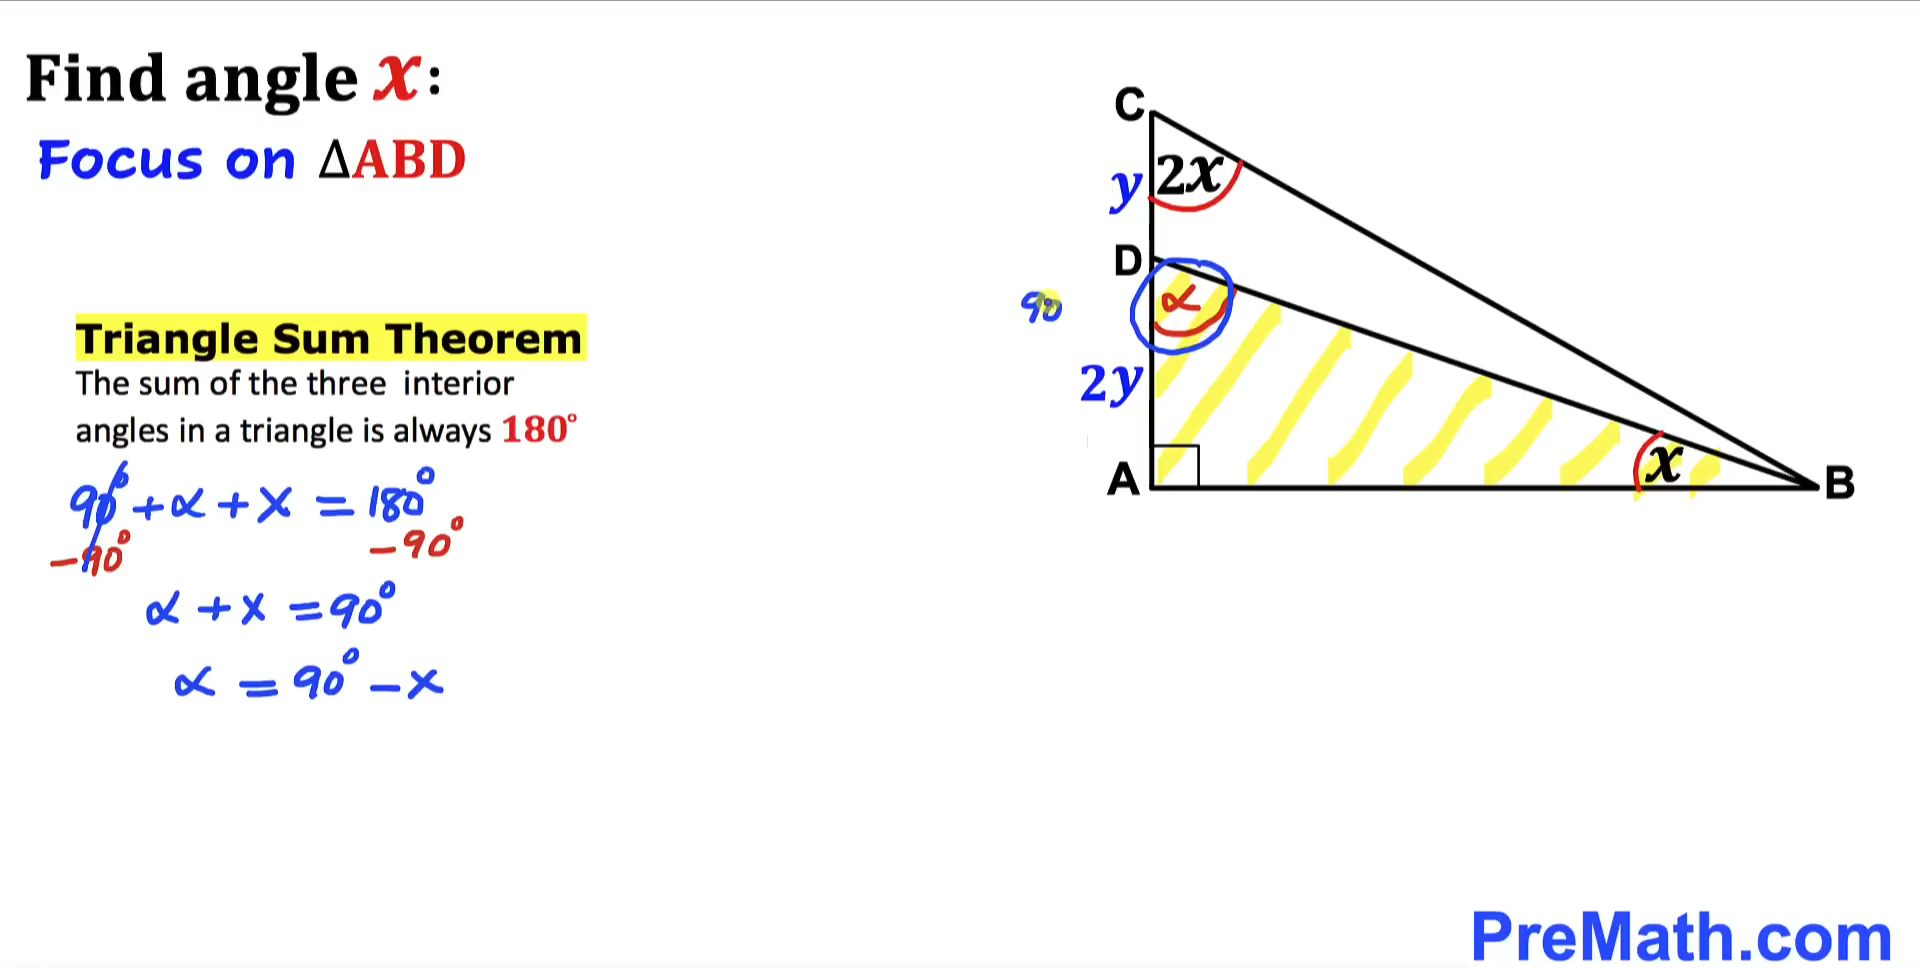 Find angle x:
Focus on ΔABD
Triangle Sum Theorem
The sum of the three interior
angles in a triangle is always 180°
90° + α + x = 180°
-90° -90°
α + x = 90°
α = 90° - x
C
2x
y
D
α
90
2y
A
x
B
PreMath.com